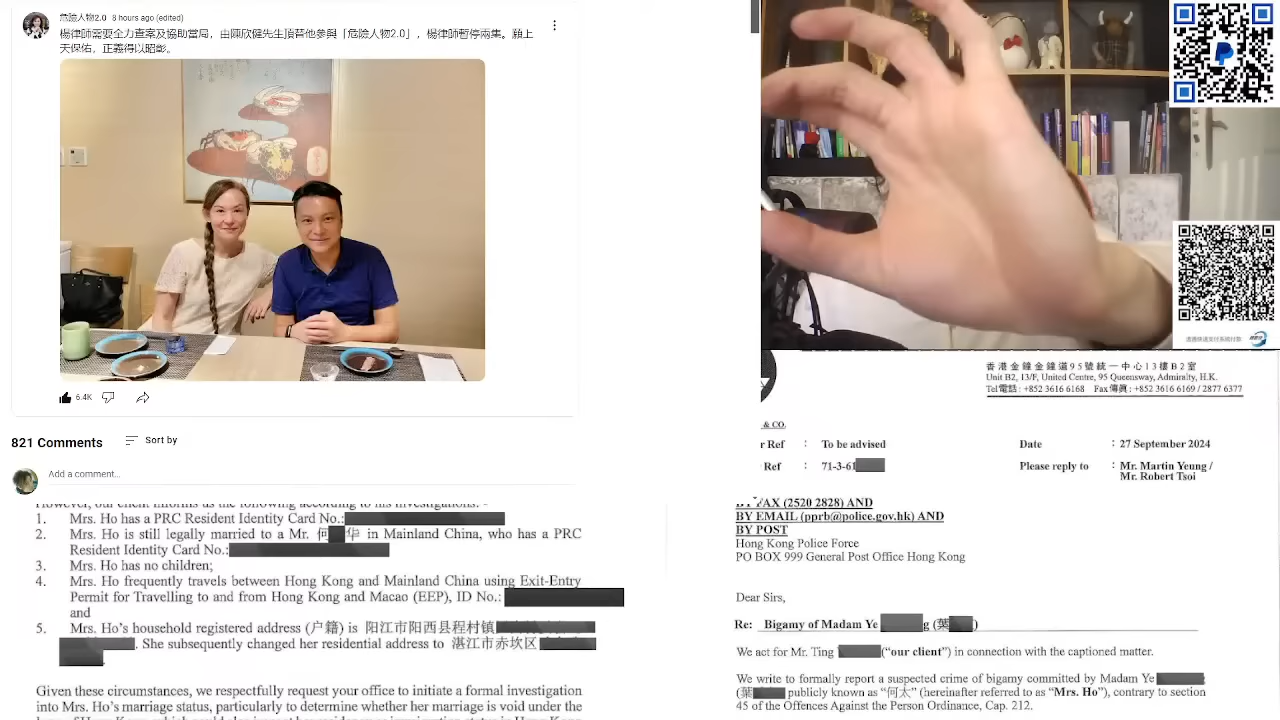 危險人物2.0 8 hours ago (edited)
楊律師需要全力查案及協助當局，由陳欣健先生頂替他參與「危險人物2.0」，楊律師暫停兩集。願上
天保佑，正義得以昭彰。
6.4K
821 Comments Sort by
Add a comment...
However, our client informs us the following according to his investigations: -
1. Mrs. Ho has a PRC Resident Identity Card No.:
2. Mrs. Ho is still legally married to a Mr. 何 华 in Mainland China, who has a PRC
Resident Identity Card No.:
3. Mrs. Ho has no children;
4. Mrs. Ho frequently travels between Hong Kong and Mainland China using Exit-Entry
Permit for Travelling to and from Hong Kong and Macao (EEP), ID No.:
and
5. Mrs. Ho's household registered address (户籍) is 阳江市阳西县程村镇
. She subsequently changed her residential address to 湛江市赤坎区
Given these circumstances, we respectfully request your office to initiate a formal investigation
into Mrs. Ho's marriage status, particularly to determine whether her marriage is void under the
P
香港金鐘金鐘道95號統一中心13樓B2室
Unit B2, 13/F, United Centre, 95 Queensway, Admiralty, H.K.
Tel電話 : +852 3616 6168 Fax傳真 : +852 3616 6169 / 2877 6377
& CO.
r Ref : To be advised Date : 27 September 2024
Ref : 71-3-61 Please reply to : Mr. Martin Yeung /
Mr. Robert Tsoi
FAX (2520 2828) AND
BY EMAIL (pprb@police.gov.hk) AND
BY POST
Hong Kong Police Force
PO BOX 999 General Post Office Hong Kong
Dear Sirs,
Re: Bigamy of Madam Ye g (葉 )
We act for Mr. Ting ("our client") in connection with the captioned matter.
We write to formally report a suspected crime of bigamy committed by Madam Ye
(葉 publicly known as "何太" (hereinafter referred to as "Mrs. Ho"), contrary to section
45 of the Offences Against the Person Ordinance, Cap. 212.